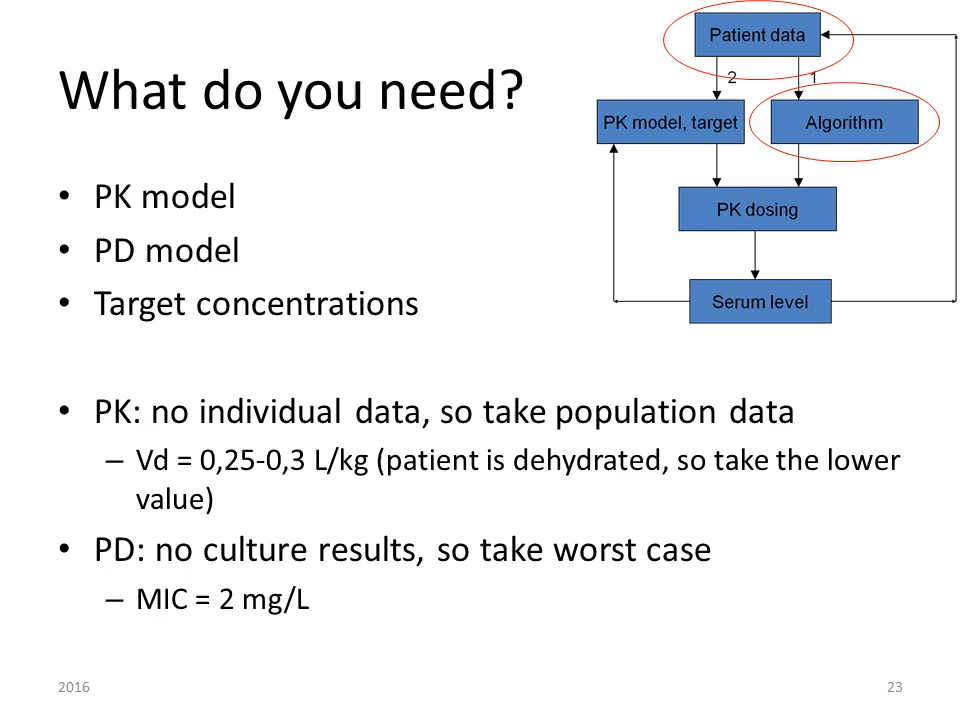 What do you need?
Patient data
2
1
PK model, target
Algorithm
PK dosing
Serum level
• PK model
• PD model
• Target concentrations
• PK: no individual data, so take population data
– Vd = 0,25-0,3 L/kg (patient is dehydrated, so take the lower
value)
• PD: no culture results, so take worst case
– MIC = 2 mg/L
2016
23